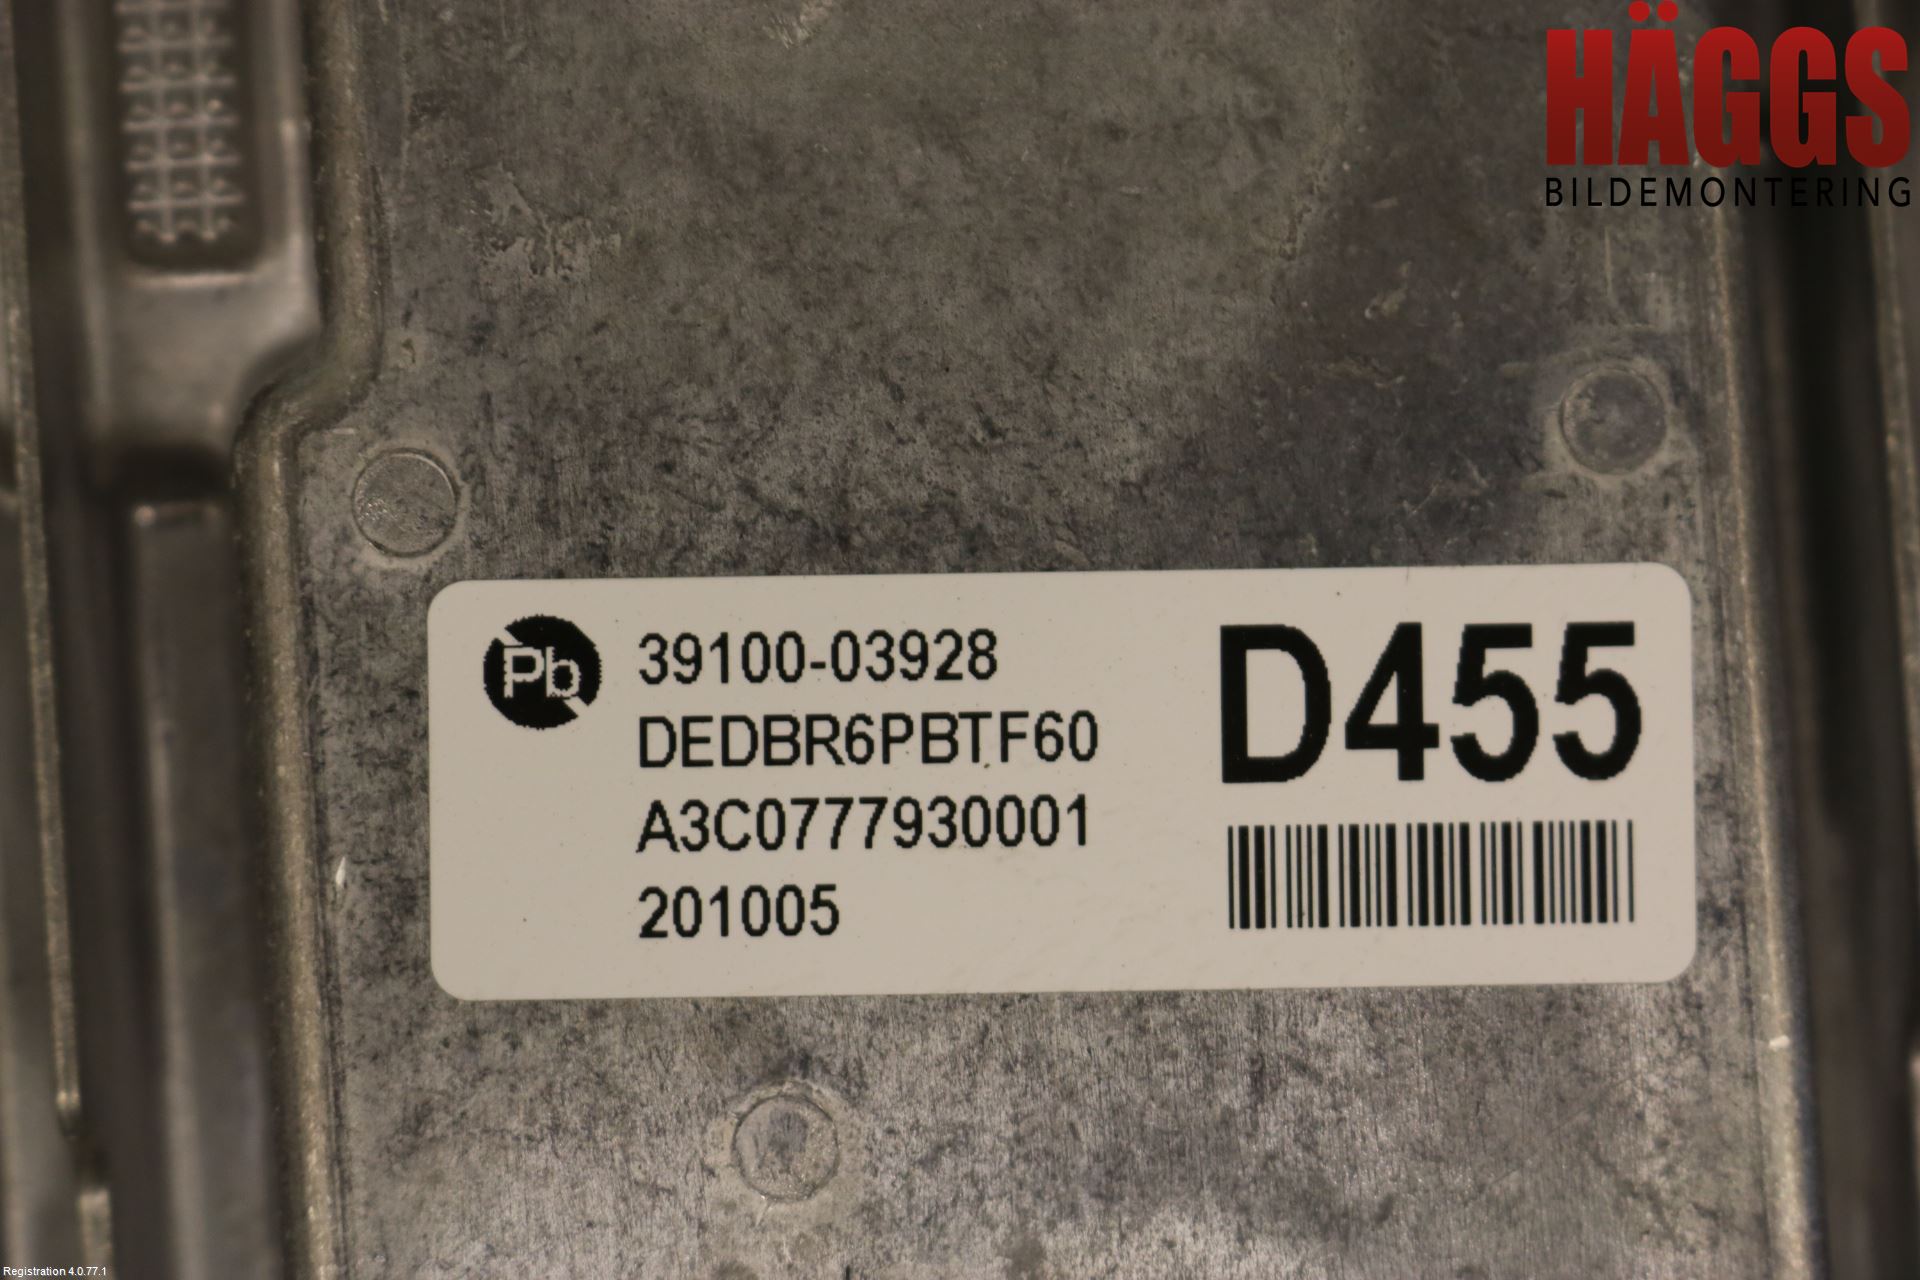 HÄGGS
BILDEMONTERING
Pb
39100-03928
DEDBR6PBTF60
A3C0777930001
201005
D455
Registration 4.0.77.1